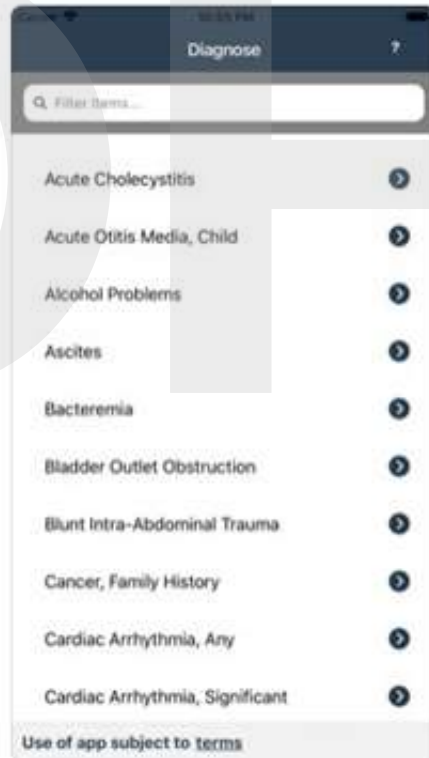 Diagnose ?
Filter items...
Acute Cholecystitis
Acute Otitis Media, Child
Alcohol Problems
Ascites
Bacteremia
Bladder Outlet Obstruction
Blunt Intra-Abdominal Trauma
Cancer, Family History
Cardiac Arrhythmia, Any
Cardiac Arrhythmia, Significant
Use of app subject to terms